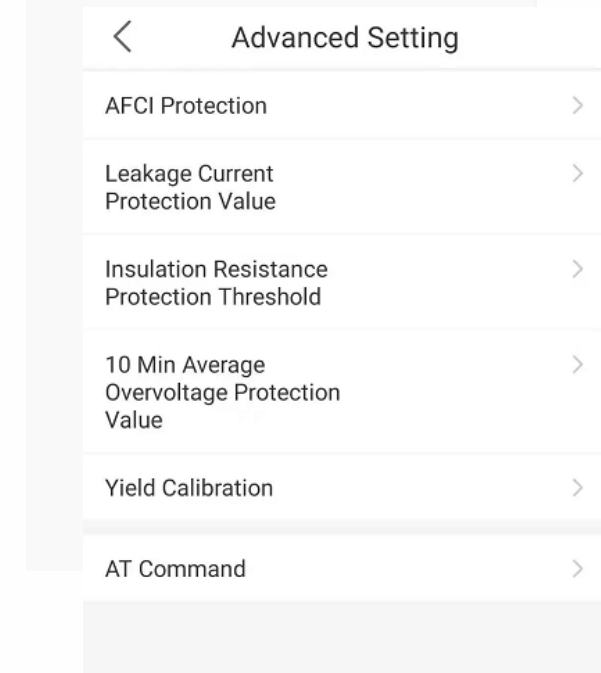 Advanced Setting
AFCI Protection
Leakage Current
Protection Value
Insulation Resistance
Protection Threshold
10 Min Average
Overvoltage Protection
Value
Yield Calibration
AT Command